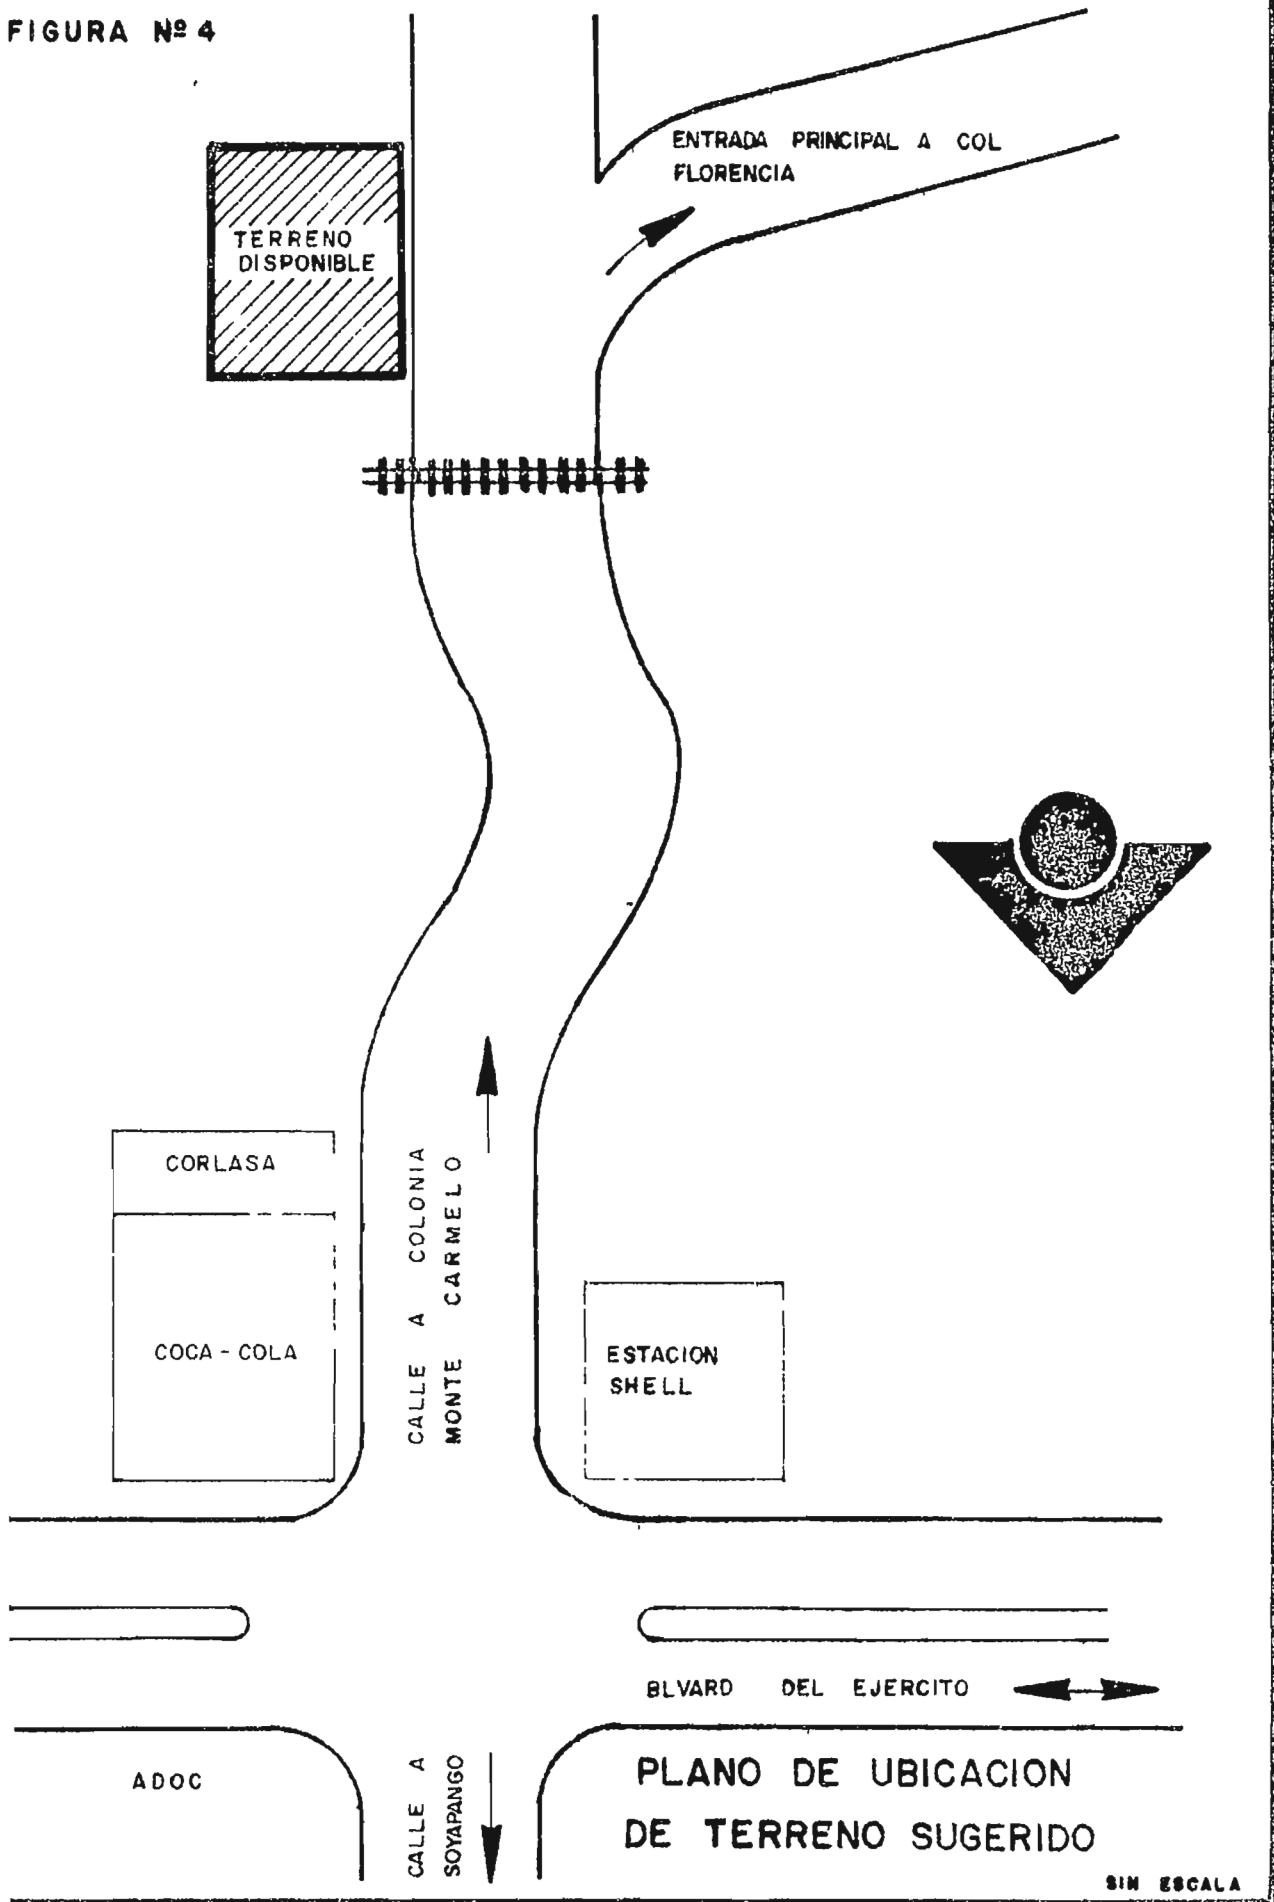 FIGURA Nº 4
ENTRADA PRINCIPAL A COL
FLORENCIA
TERRENO
DISPONIBLE
CORLASA
COCA - COLA
CALLE A COLONIA
MONTE CARMELO
ESTACION
SHELL
BLVARD DEL EJERCITO
ADOC
CALLE A
SOYAPANGO
PLANO DE UBICACION
DE TERRENO SUGERIDO
SIN ESCALA